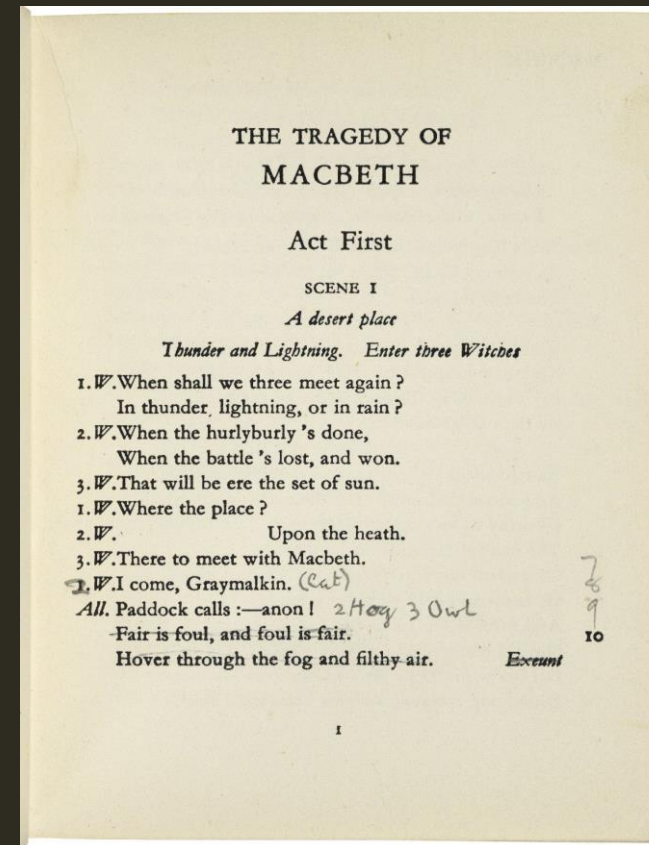 THE TRAGEDY OF
MACBETH
Act First
SCENE I
A desert place
Thunder and Lightning. Enter three Witches
1. W. When shall we three meet again ?
In thunder, lightning, or in rain ?
2. W. When the hurlyburly 's done,
When the battle 's lost, and won.
3. W. That will be ere the set of sun.
1. W. Where the place ?
2. W. Upon the heath.
3. W. There to meet with Macbeth. 7
1. W. I come, Graymalkin. (Cat) 8
All. Paddock calls :—anon ! 2 Hog 3 Owl 9
Fair is foul, and foul is fair. 10
Hover through the fog and filthy air. Exeunt
1